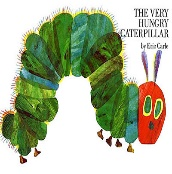 THE VERY
HUNGRY
CATERPILLAR
by Eric Carle